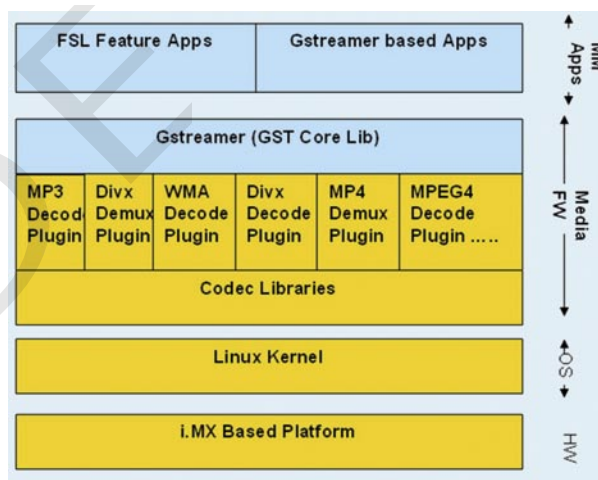 FSL Feature Apps
Gstreamer based Apps
MM
Apps
Gstreamer (GST Core Lib)
MP3
Decod
Plugin
Divx
Demux
Plugin
WMA
Decode
Plugin
Divx
Decode
Plugin
MP4
Demux
Plugin
MPEG4
Decode
Plugin .....
Media
FW
Codec Libraries
Linux Kernel
OS
i.MX Based Platform
HW